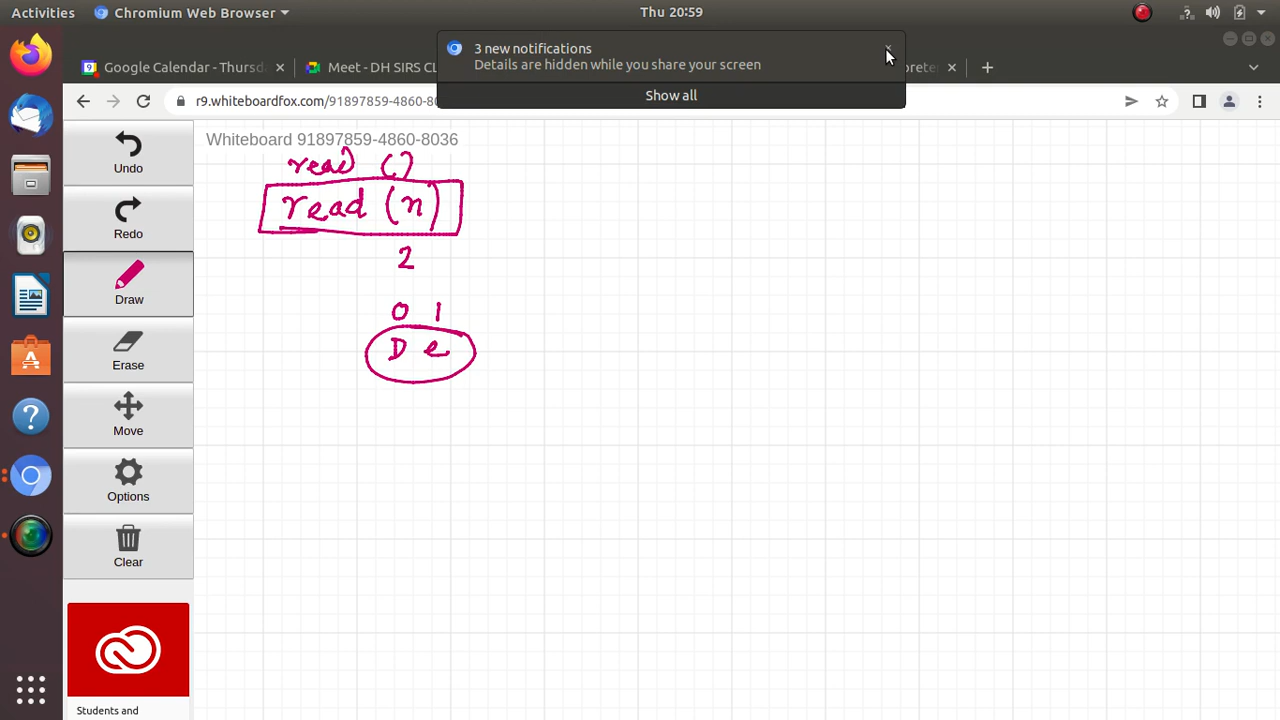 Activities Chromium Web Browser Thu 20:59
3 new notifications
Details are hidden while you share your screen
Show all
Google Calendar - Thursd Meet - DH SIRS CL preter
r9.whiteboardfox.com/91897859-4860-80
Whiteboard 91897859-4860-8036
Undo
Redo
Draw
Erase
Move
Options
Clear
Students and
read ()
read (n)
2
0 1
D e